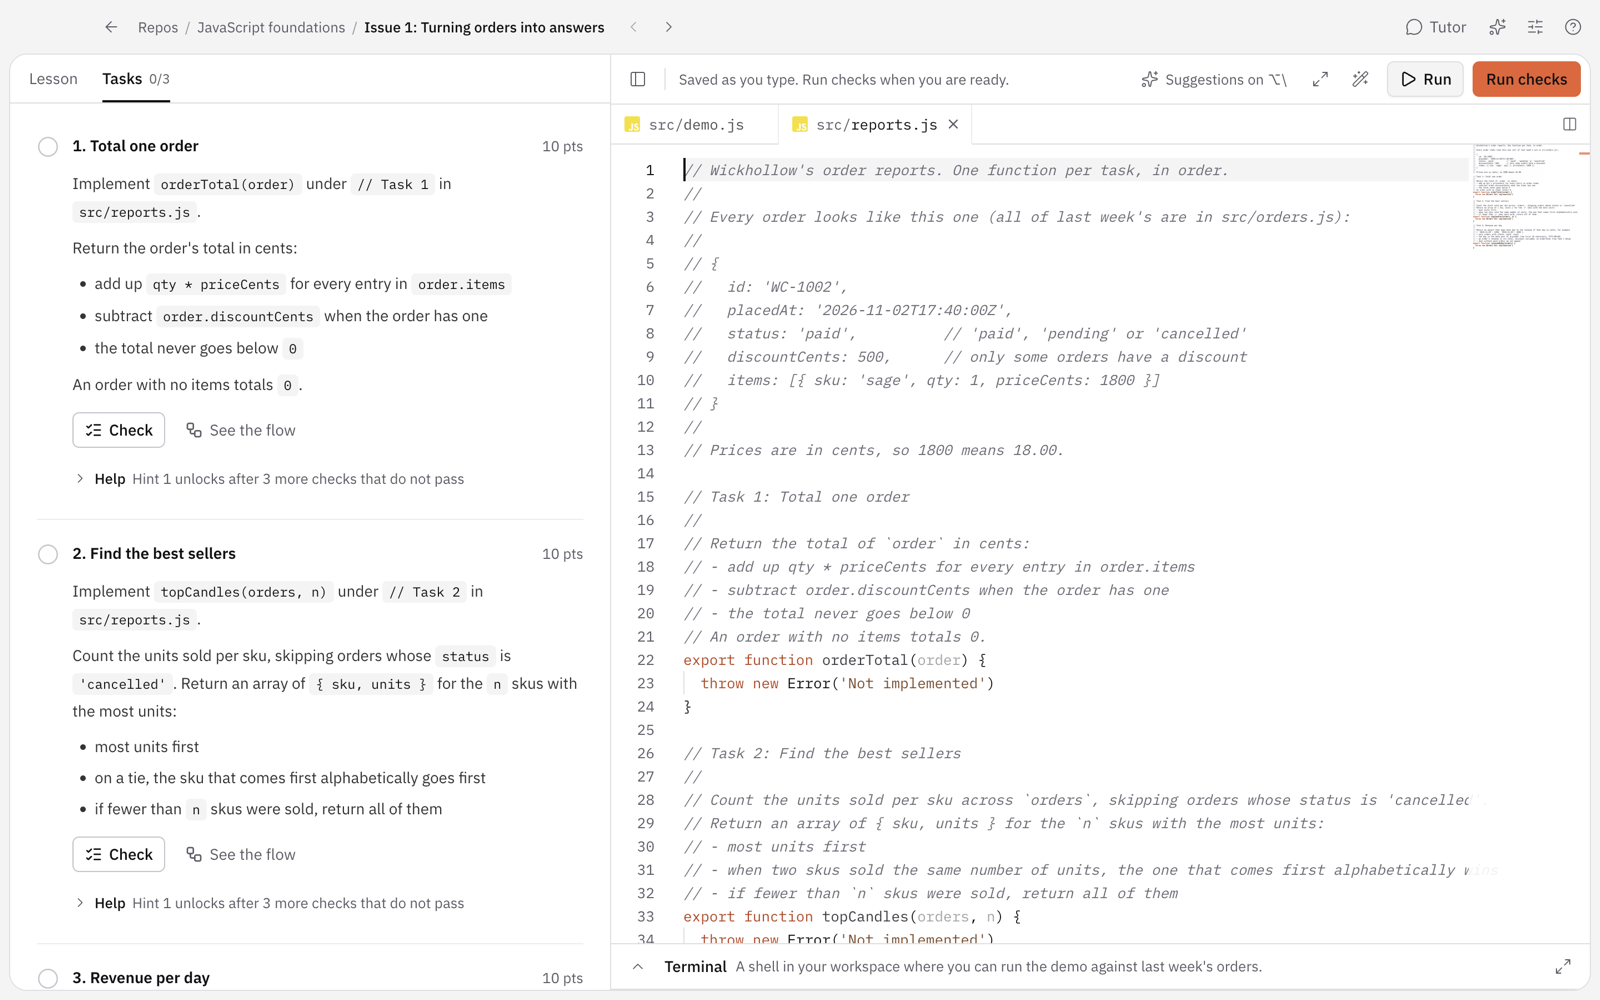 Repos / JavaScript foundations / Issue 1: Turning orders into answers
Tutor
Lesson
Tasks 0/3
Saved as you type. Run checks when you are ready.
Suggestions on ⌥\
Run
Run checks
JS src/demo.js
JS src/reports.js
1. Total one order
10 pts
Implement orderTotal(order) under // Task 1 in
src/reports.js .
Return the order's total in cents:
• add up qty * priceCents for every entry in order.items
• subtract order.discountCents when the order has one
• the total never goes below 0
An order with no items totals 0 .
Check
See the flow
Help Hint 1 unlocks after 3 more checks that do not pass
2. Find the best sellers
10 pts
Implement topCandles(orders, n) under // Task 2 in
src/reports.js .
Count the units sold per sku, skipping orders whose status is
'cancelled' . Return an array of { sku, units } for the n skus with
the most units:
• most units first
• on a tie, the sku that comes first alphabetically goes first
• if fewer than n skus were sold, return all of them
Check
See the flow
Help Hint 1 unlocks after 3 more checks that do not pass
3. Revenue per day
10 pts
1 // Wickhollow's order reports. One function per task, in order.
2 //
3 // Every order looks like this one (all of last week's are in src/orders.js):
4 //
5 // {
6 //   id: 'WC-1002',
7 //   placedAt: '2026-11-02T17:40:00Z',
8 //   status: 'paid',          // 'paid', 'pending' or 'cancelled'
9 //   discountCents: 500,      // only some orders have a discount
10 //   items: [{ sku: 'sage', qty: 1, priceCents: 1800 }]
11 // }
12 //
13 // Prices are in cents, so 1800 means 18.00.
14
15 // Task 1: Total one order
16 //
17 // Return the total of `order` in cents:
18 // - add up qty * priceCents for every entry in order.items
19 // - subtract order.discountCents when the order has one
20 // - the total never goes below 0
21 // An order with no items totals 0.
22 export function orderTotal(order) {
23   throw new Error('Not implemented')
24 }
25
26 // Task 2: Find the best sellers
27 //
28 // Count the units sold per sku across `orders`, skipping orders whose status is 'cancelled'.
29 // Return an array of { sku, units } for the `n` skus with the most units:
30 // - most units first
31 // - when two skus sold the same number of units, the one that comes first alphabetically wins
32 // - if fewer than `n` skus were sold, return all of them
33 export function topCandles(orders, n) {
34   throw new Error('Not implemented')
Terminal A shell in your workspace where you can run the demo against last week's orders.